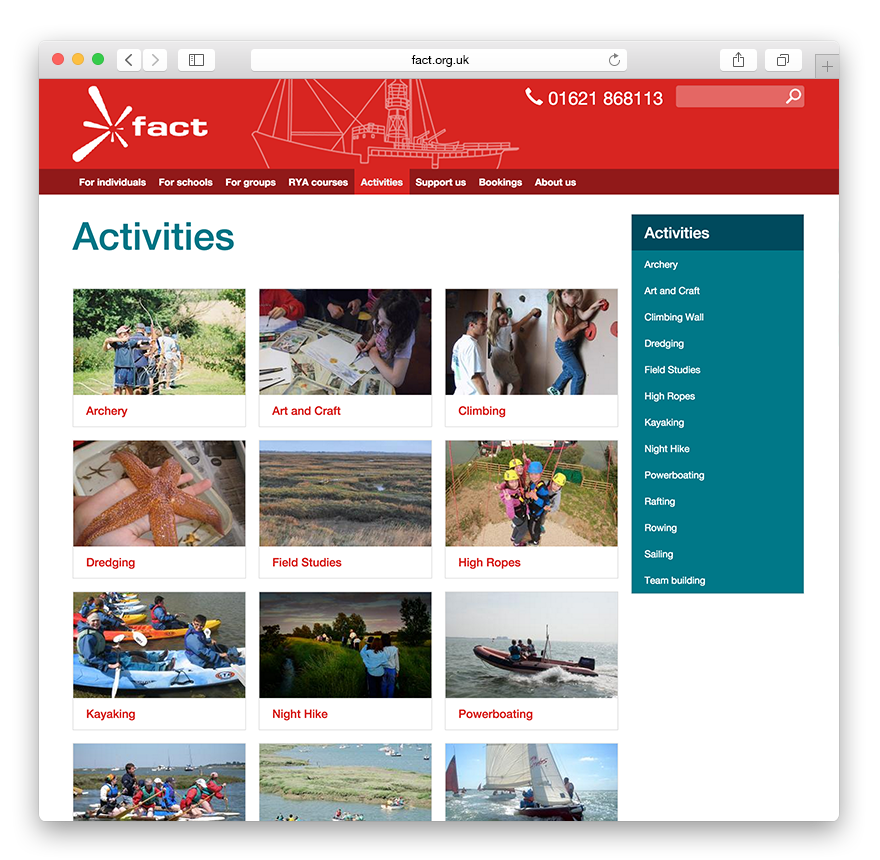 fact.org.uk
fact
01621 868113
For individuals For schools For groups RYA courses Activities Support us Bookings About us
Activities
Archery
Art and Craft
Climbing
Dredging
Field Studies
High Ropes
Kayaking
Night Hike
Powerboating
Activities
Archery
Art and Craft
Climbing Wall
Dredging
Field Studies
High Ropes
Kayaking
Night Hike
Powerboating
Rafting
Rowing
Sailing
Team building